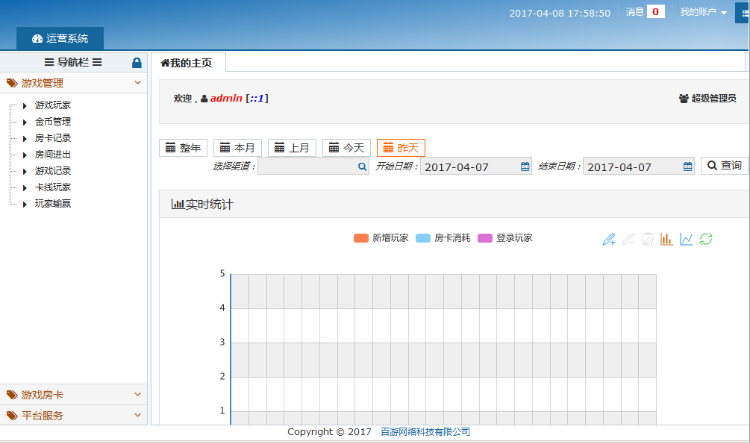 2017-04-08 17:58:50 消息 0 我的账户
运营系统
导航栏
我的主页
游戏管理
游戏玩家
金币管理
房卡记录
房间进出
游戏记录
卡线玩家
玩家输赢
游戏房卡
平台服务
欢迎，admin [::1] 超级管理员
整年 本月 上月 今天 昨天
选择渠道： 开始日期： 2017-04-07 结束日期： 2017-04-07 查询
实时统计
新增玩家 房卡消耗 登录玩家
5
4
3
2
1
Copyright © 2017 百游网络科技有限公司